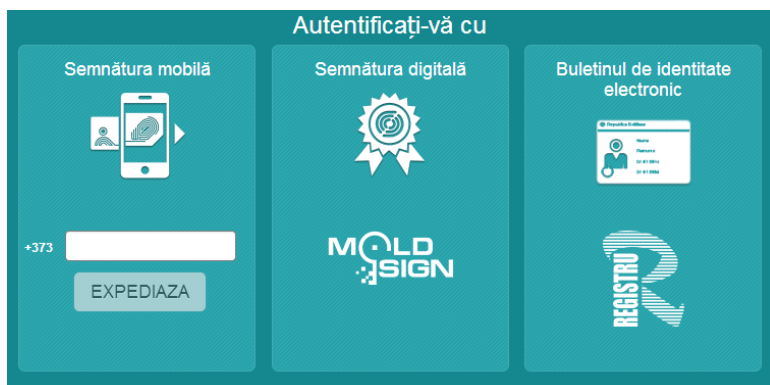 Autentificați-vă cu
Semnătura mobilă
+373
EXPEDIAZA
Semnătura digitală
MOLD
SIGN
Buletinul de identitate
electronic
REGISTRU